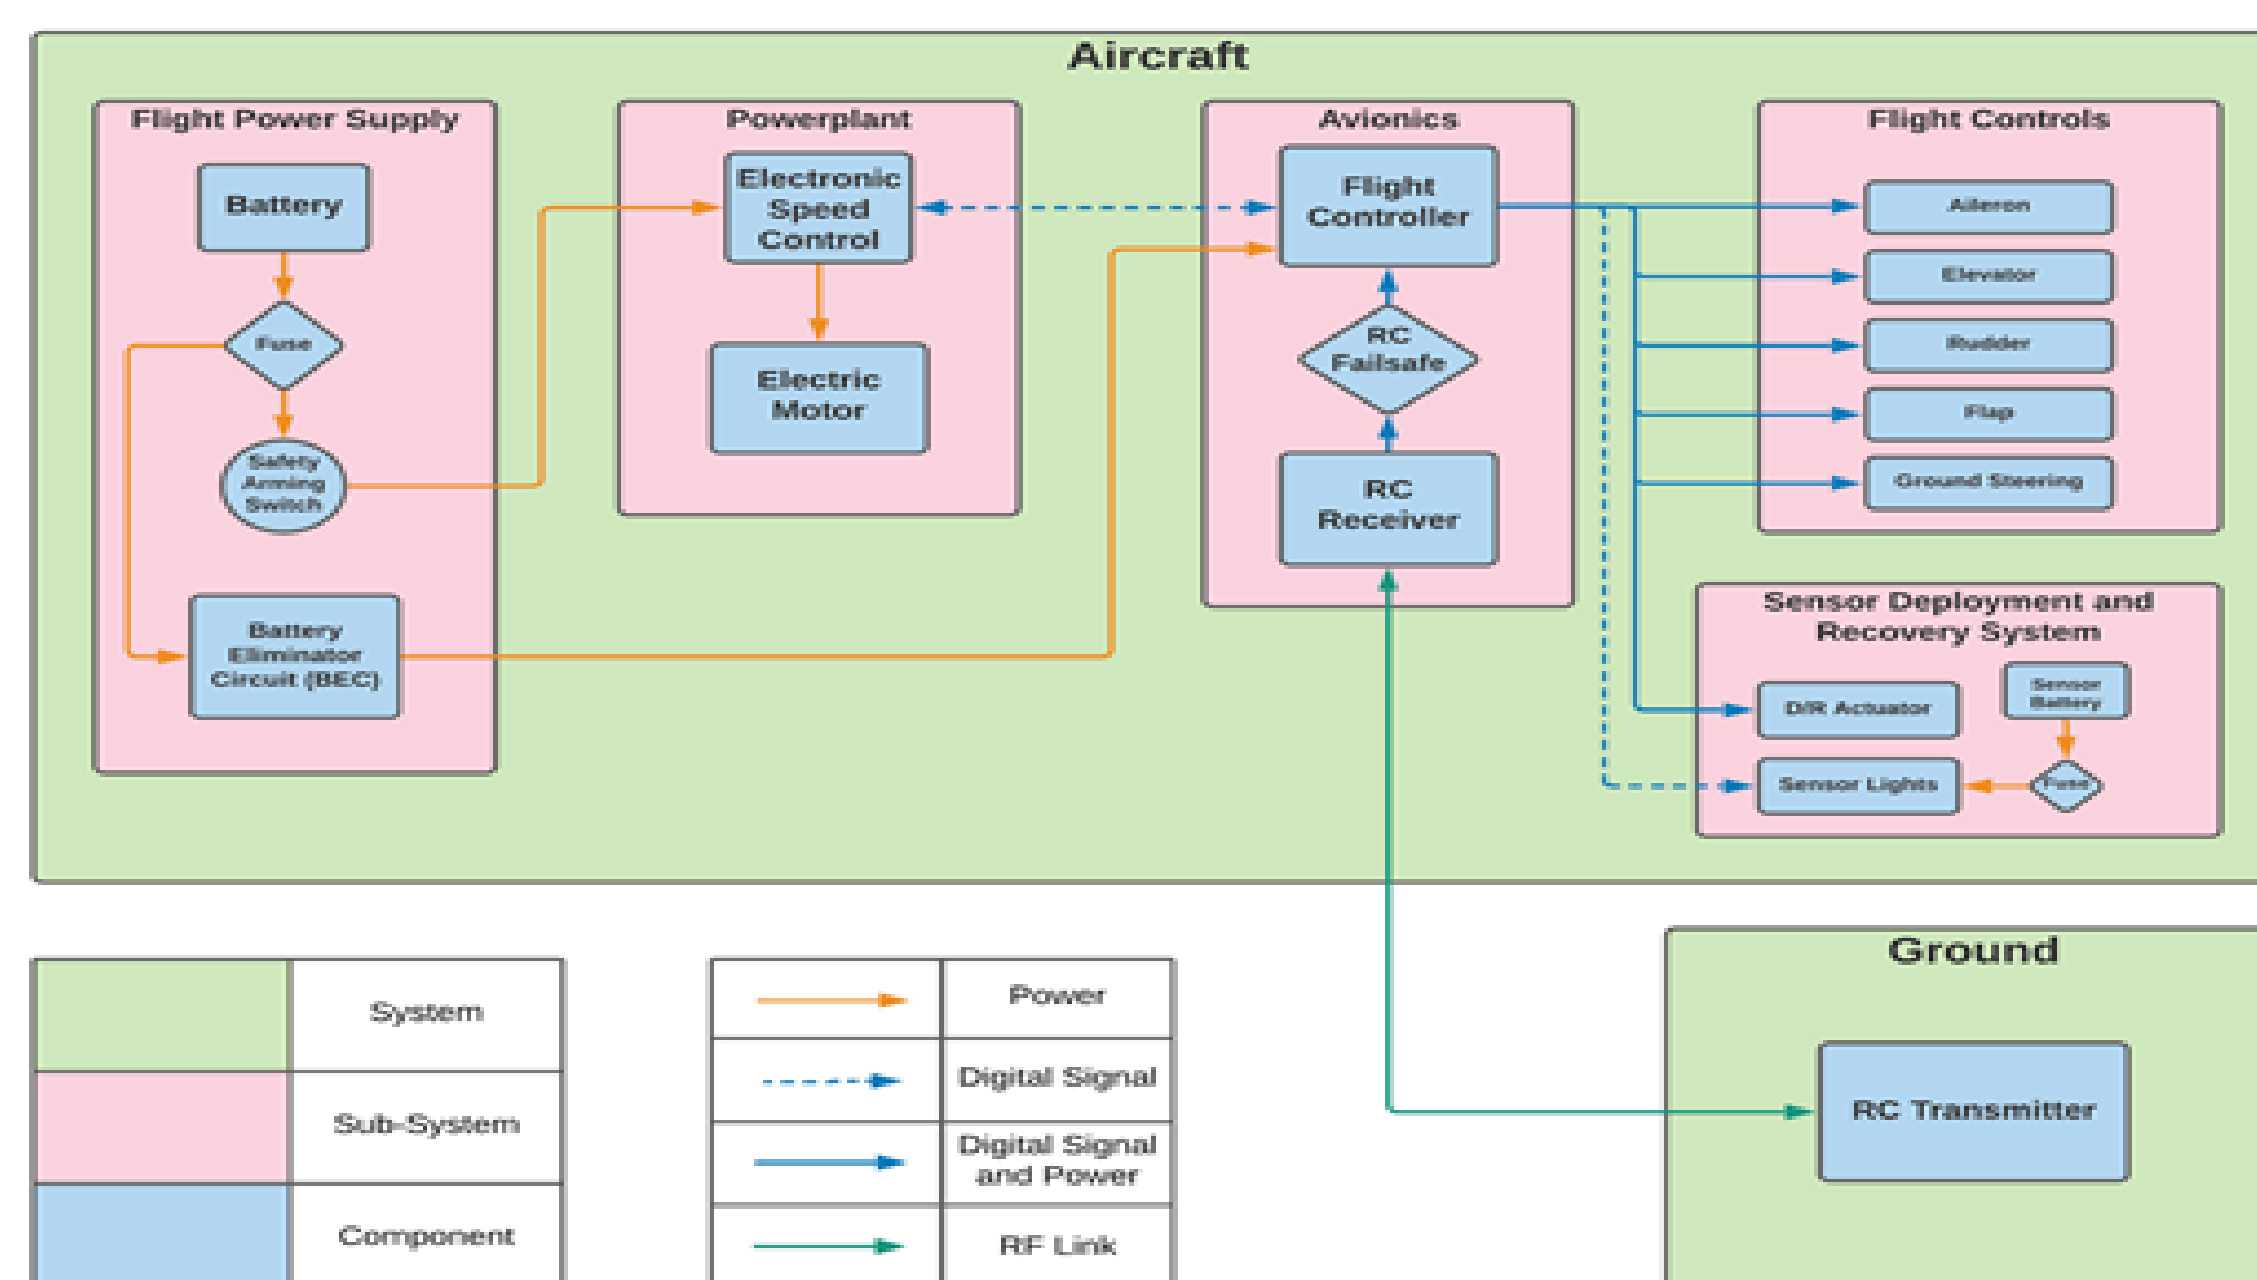 Aircraft
Flight Power Supply
Battery
Fuse
Safety
Arming
Switch
Battery
Eliminator
Circuit (BEC)
Powerplant
Electronic
Speed
Control
Electric
Motor
Avionics
Flight
Controller
RC
Failsafe
RC
Receiver
Flight Controls
Aileron
Elevator
Rudder
Flap
Ground Steering
Sensor Deployment and
Recovery System
D/R Actuator
Sensor
Battery
Sensor Lights
Fuse
System
Sub-System
Component
Power
Digital Signal
Digital Signal
and Power
RF Link
Ground
RC Transmitter